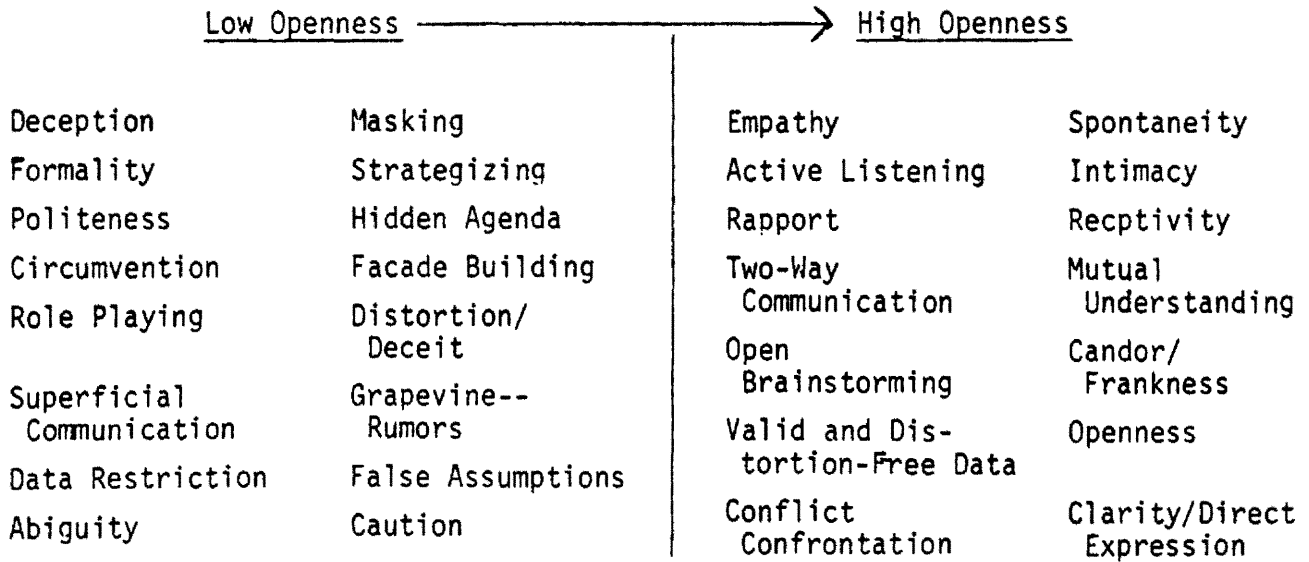 Low Openness High Openness
Deception Masking Empathy Spontaneity
Formality Strategizing Active Listening Intimacy
Politeness Hidden Agenda Rapport Recptivity
Circumvention Facade Building Two-Way Mutual
Communication Understanding
Role Playing Distortion/
Deceit Open Candor/
Brainstorming Frankness
Superficial Grapevine--
Communication Rumors Valid and Dis- Openness
tortion-Free Data
Data Restriction False Assumptions
Abiguity Caution Conflict Clarity/Direct
Confrontation Expression